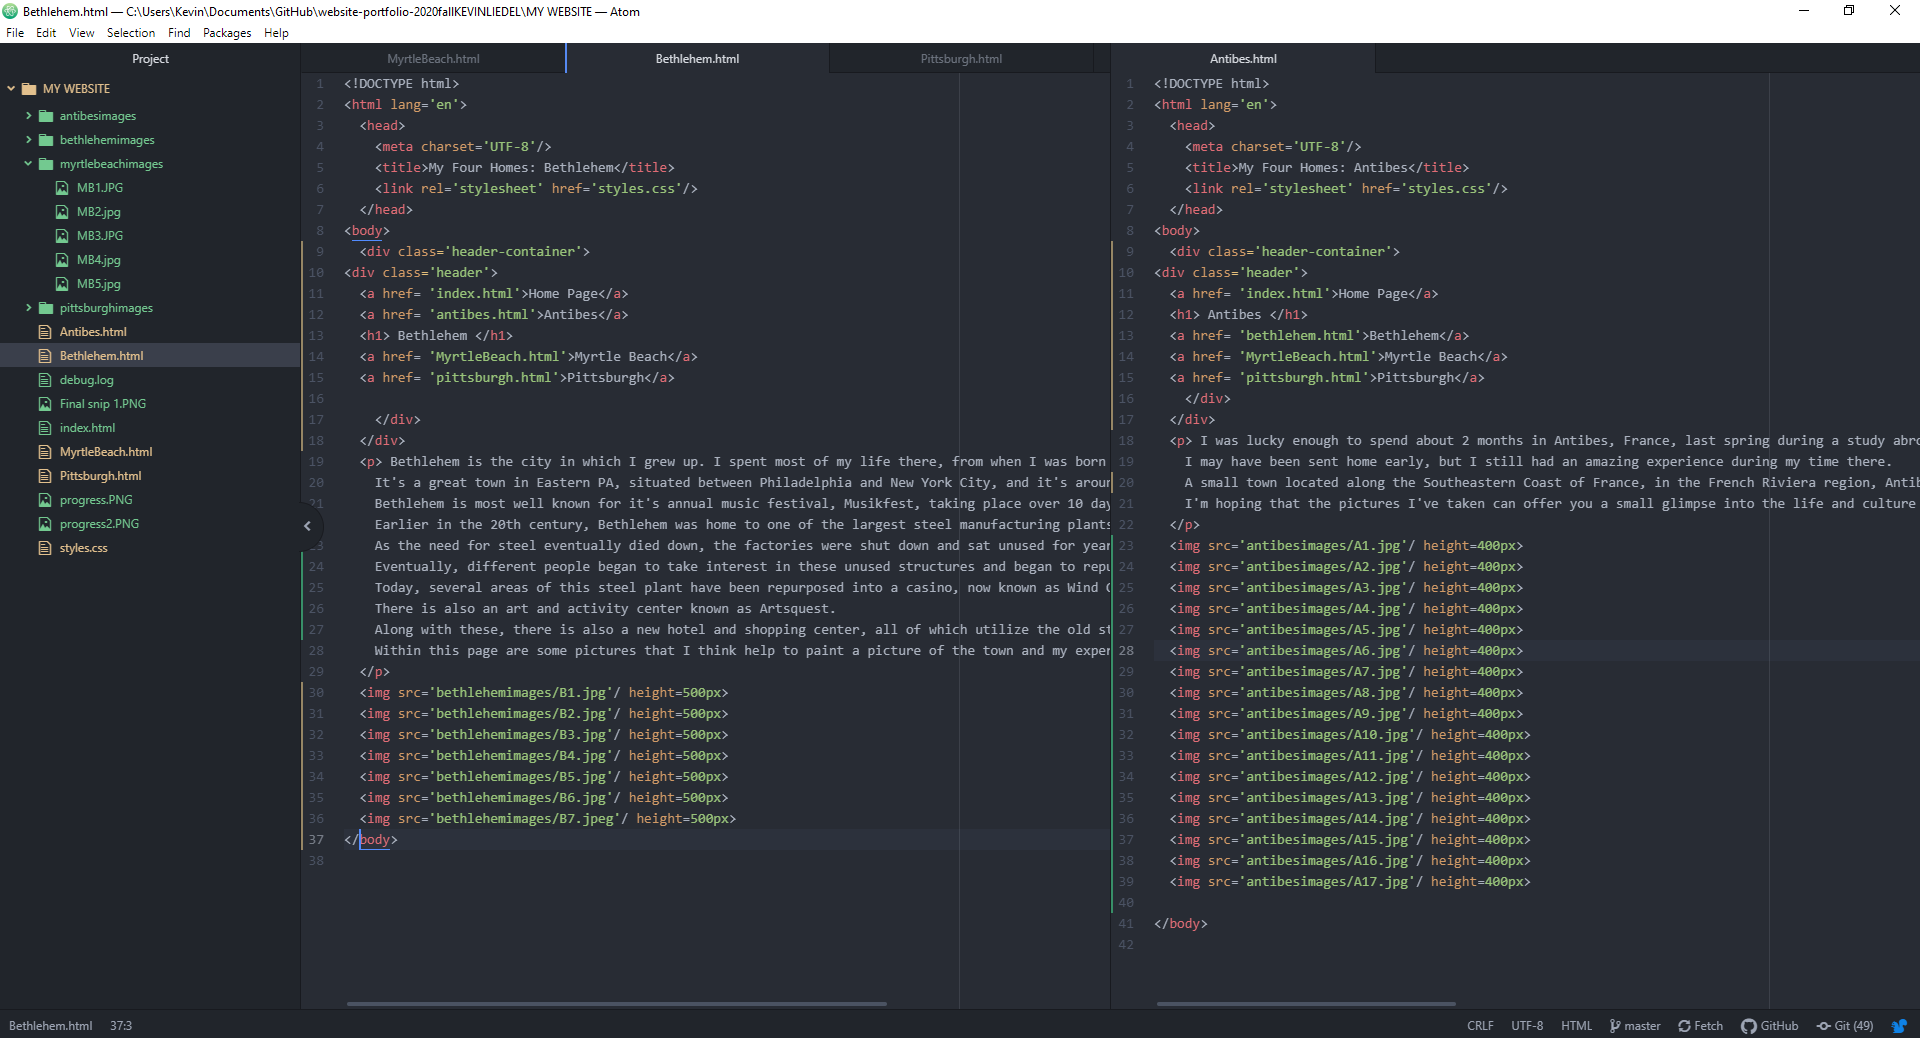 Bethlehem.html — C:\Users\Kevin\Documents\GitHub\website-portfolio-2020fallKEVINLIEDEL\MY WEBSITE — Atom
File Edit View Selection Find Packages Help
Project
MY WEBSITE
antibesimages
bethlehemimages
myrtlebeachimages
MB1.JPG
MB2.jpg
MB3.JPG
MB4.jpg
MB5.jpg
pittsburghimages
Antibes.html
Bethlehem.html
debug.log
Final snip 1.PNG
index.html
MyrtleBeach.html
Pittsburgh.html
progress.PNG
progress2.PNG
styles.css
MyrtleBeach.html Bethlehem.html Pittsburgh.html
1 <!DOCTYPE html>
2 <html lang='en'>
3 <head>
4 <meta charset='UTF-8'/>
5 <title>My Four Homes: Bethlehem</title>
6 <link rel='stylesheet' href='styles.css'/>
7 </head>
8 <body>
9 <div class='header-container'>
10 <div class='header'>
11 <a href= 'index.html'>Home Page</a>
12 <a href= 'antibes.html'>Antibes</a>
13 <h1> Bethlehem </h1>
14 <a href= 'MyrtleBeach.html'>Myrtle Beach</a>
15 <a href= 'pittsburgh.html'>Pittsburgh</a>
16
17 </div>
18 </div>
19 <p> Bethlehem is the city in which I grew up. I spent most of my life there, from when I was born
20 It's a great town in Eastern PA, situated between Philadelphia and New York City, and it's arour
21 Bethlehem is most well known for it's annual music festival, Musikfest, taking place over 10 day
Earlier in the 20th century, Bethlehem was home to one of the largest steel manufacturing plants
23 As the need for steel eventually died down, the factories were shut down and sat unused for year
24 Eventually, different people began to take interest in these unused structures and began to repu
25 Today, several areas of this steel plant have been repurposed into a casino, now known as Wind C
26 There is also an art and activity center known as Artsquest.
27 Along with these, there is also a new hotel and shopping center, all of which utilize the old st
28 Within this page are some pictures that I think help to paint a picture of the town and my exper
29 </p>
30 <img src='bethlehemimages/B1.jpg'/ height=500px>
31 <img src='bethlehemimages/B2.jpg'/ height=500px>
32 <img src='bethlehemimages/B3.jpg'/ height=500px>
33 <img src='bethlehemimages/B4.jpg'/ height=500px>
34 <img src='bethlehemimages/B5.jpg'/ height=500px>
35 <img src='bethlehemimages/B6.jpg'/ height=500px>
36 <img src='bethlehemimages/B7.jpeg'/ height=500px>
37 </body>
38
Antibes.html
1 <!DOCTYPE html>
2 <html lang='en'>
3 <head>
4 <meta charset='UTF-8'/>
5 <title>My Four Homes: Antibes</title>
6 <link rel='stylesheet' href='styles.css'/>
7 </head>
8 <body>
9 <div class='header-container'>
10 <div class='header'>
11 <a href= 'index.html'>Home Page</a>
12 <h1> Antibes </h1>
13 <a href= 'bethlehem.html'>Bethlehem</a>
14 <a href= 'MyrtleBeach.html'>Myrtle Beach</a>
15 <a href= 'pittsburgh.html'>Pittsburgh</a>
16 </div>
17 </div>
18 <p> I was lucky enough to spend about 2 months in Antibes, France, last spring during a study abro
19 I may have been sent home early, but I still had an amazing experience during my time there.
20 A small town located along the Southeastern Coast of France, in the French Riviera region, Antib
21 I'm hoping that the pictures I've taken can offer you a small glimpse into the life and culture
22 </p>
23 <img src='antibesimages/A1.jpg'/ height=400px>
24 <img src='antibesimages/A2.jpg'/ height=400px>
25 <img src='antibesimages/A3.jpg'/ height=400px>
26 <img src='antibesimages/A4.jpg'/ height=400px>
27 <img src='antibesimages/A5.jpg'/ height=400px>
28 <img src='antibesimages/A6.jpg'/ height=400px>
29 <img src='antibesimages/A7.jpg'/ height=400px>
30 <img src='antibesimages/A8.jpg'/ height=400px>
31 <img src='antibesimages/A9.jpg'/ height=400px>
32 <img src='antibesimages/A10.jpg'/ height=400px>
33 <img src='antibesimages/A11.jpg'/ height=400px>
34 <img src='antibesimages/A12.jpg'/ height=400px>
35 <img src='antibesimages/A13.jpg'/ height=400px>
36 <img src='antibesimages/A14.jpg'/ height=400px>
37 <img src='antibesimages/A15.jpg'/ height=400px>
38 <img src='antibesimages/A16.jpg'/ height=400px>
39 <img src='antibesimages/A17.jpg'/ height=400px>
40
41 </body>
42
Bethlehem.html 37:3 CRLF UTF-8 HTML master Fetch GitHub Git (49)